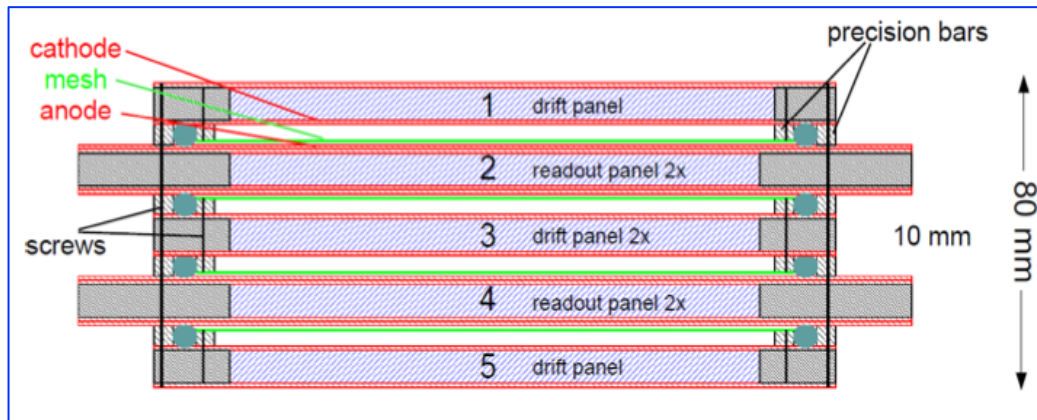 precision bars
cathode
mesh
anode
1 drift panel
2 readout panel 2x
3 drift panel 2x
screws
10 mm
80 mm
4 readout panel 2x
5 drift panel